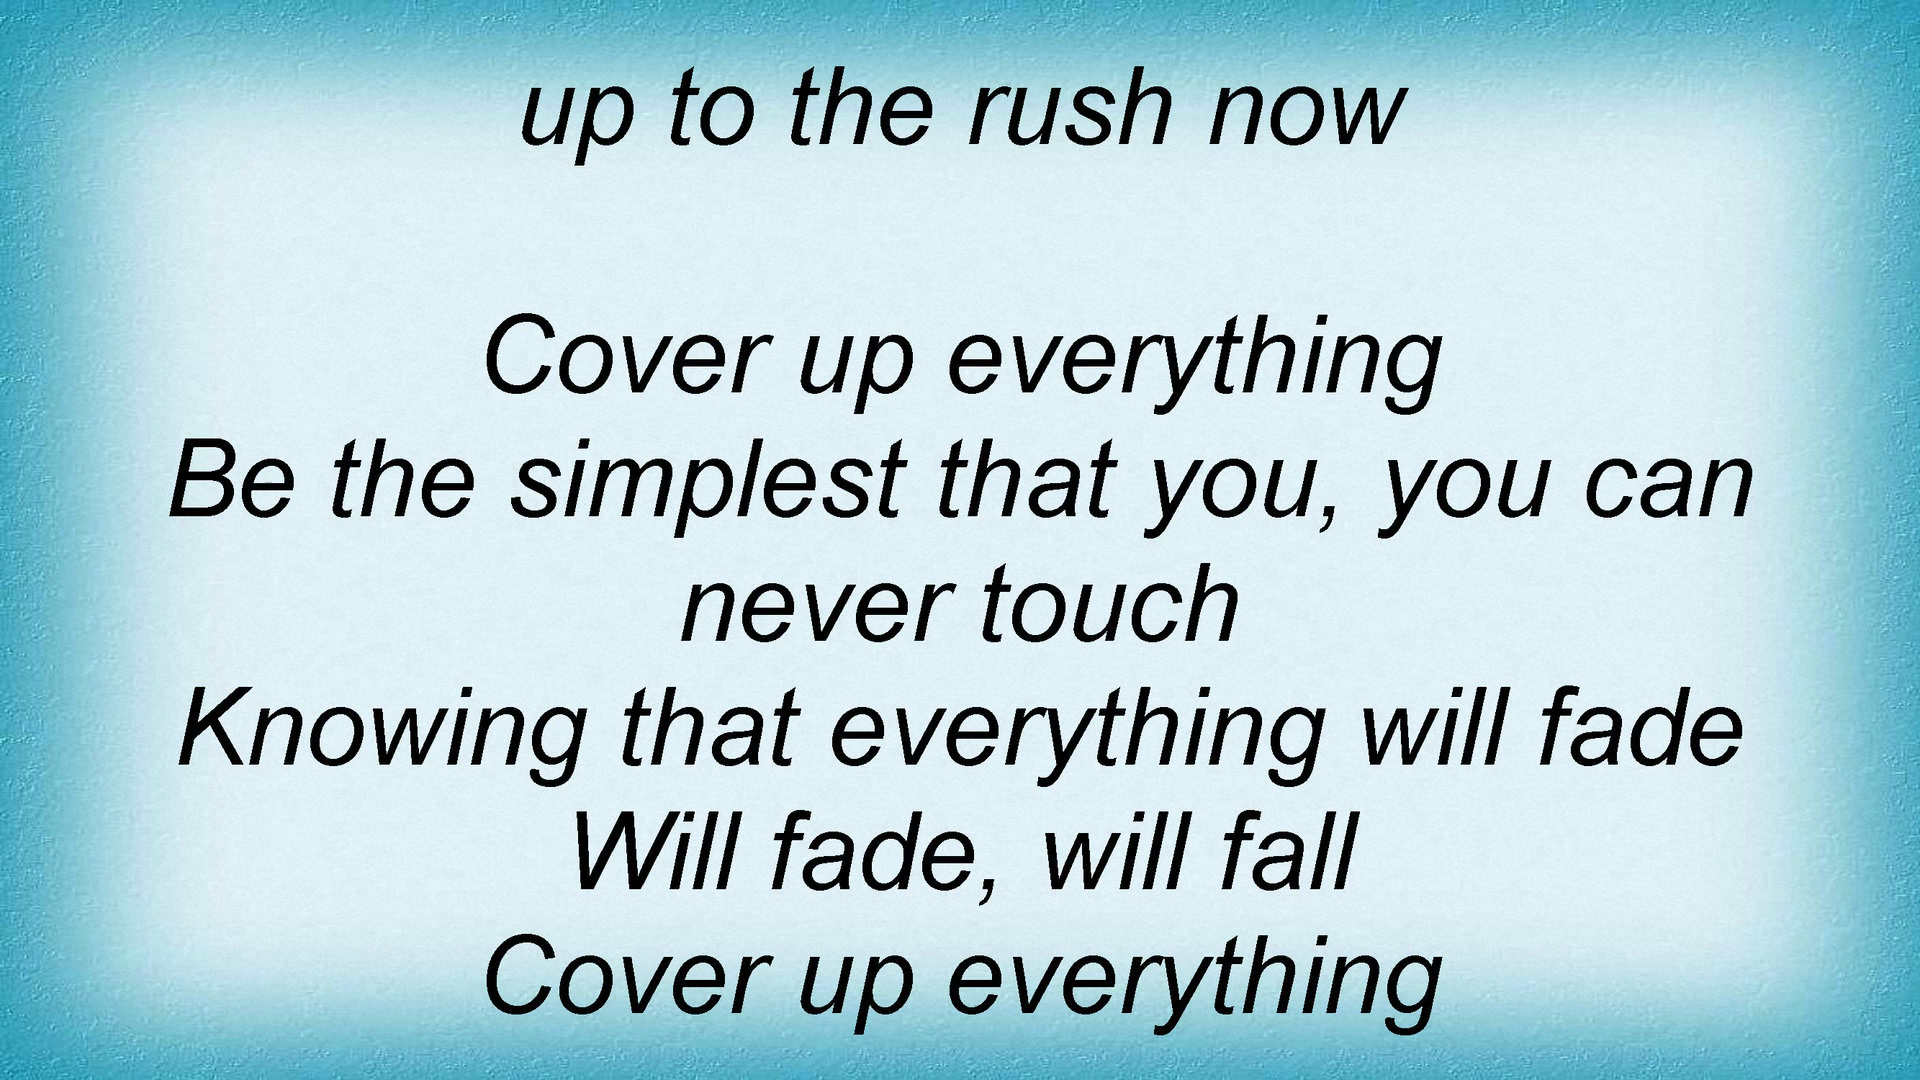 up to the rush now
Cover up everything
Be the simplest that you, you can
never touch
Knowing that everything will fade
Will fade, will fall
Cover up everything